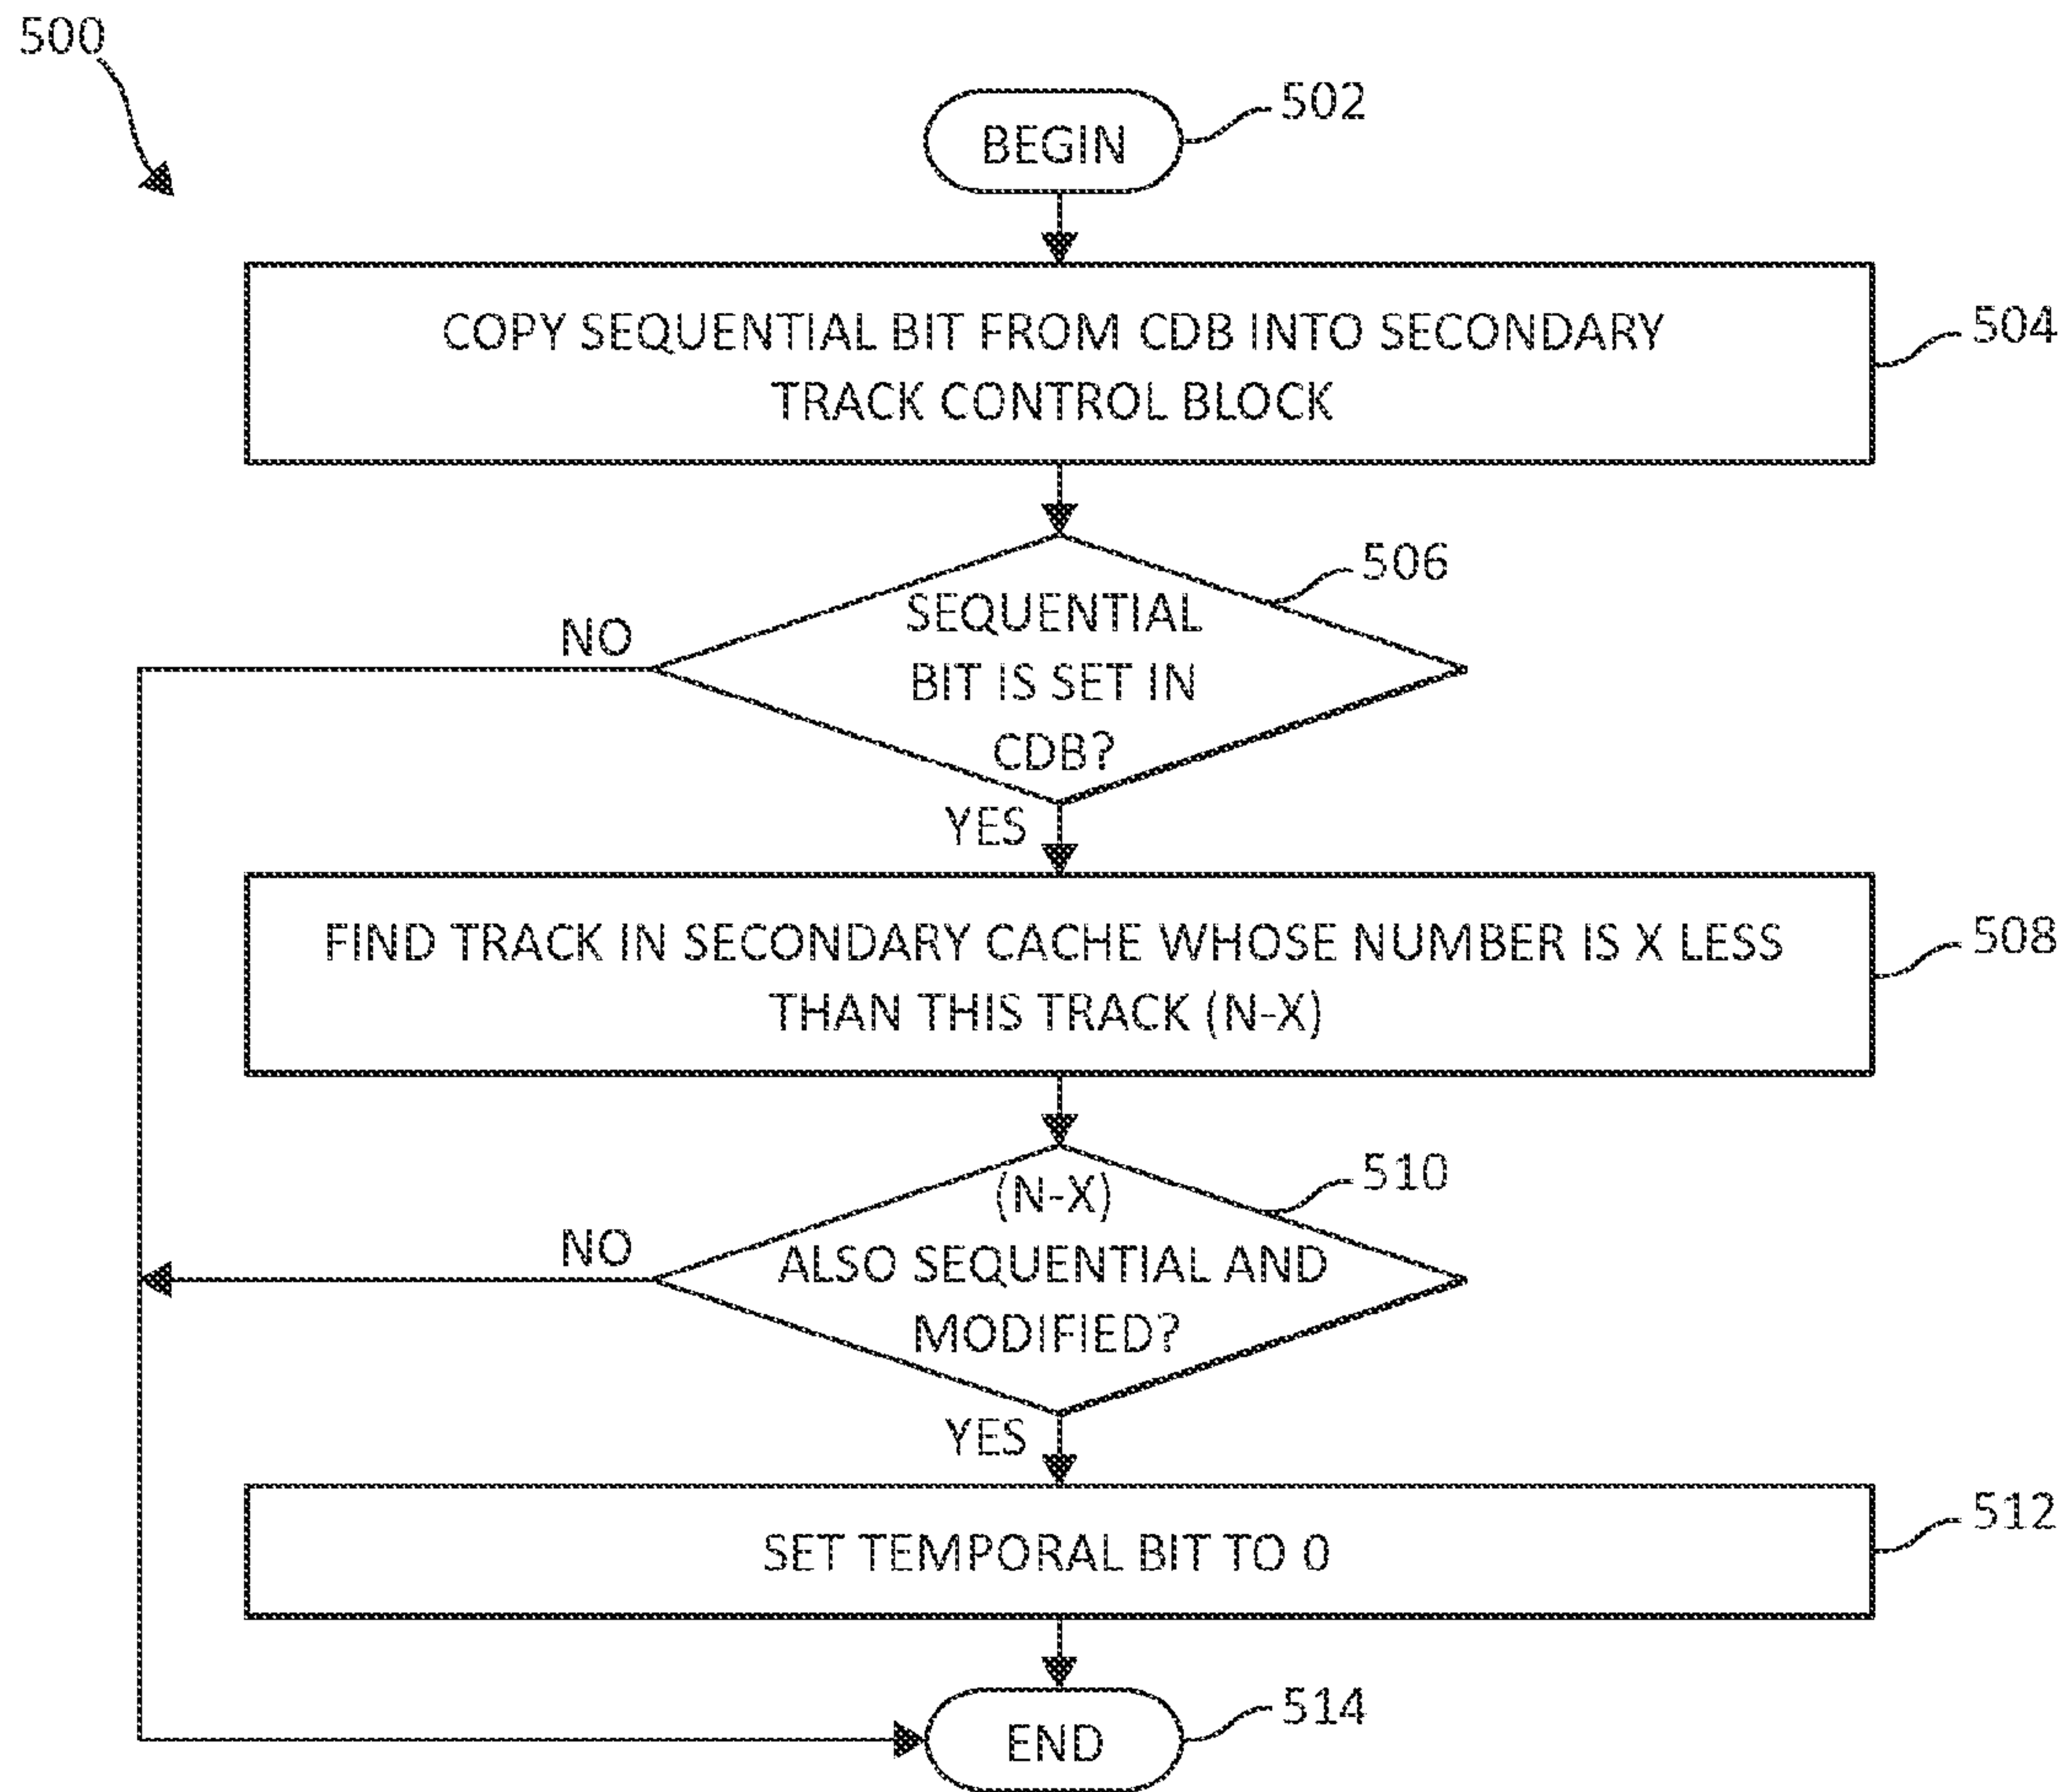 500
BEGIN
502
COPY SEQUENTIAL BIT FROM CDB INTO SECONDARY
TRACK CONTROL BLOCK
504
506
SEQUENTIAL
BIT IS SET IN
CDB?
NO
YES
FIND TRACK IN SECONDARY CACHE WHOSE NUMBER IS X LESS
THAN THIS TRACK (N-X)
508
510
(N-X)
ALSO SEQUENTIAL AND
MODIFIED?
NO
YES
SET TEMPORAL BIT TO 0
512
END
514